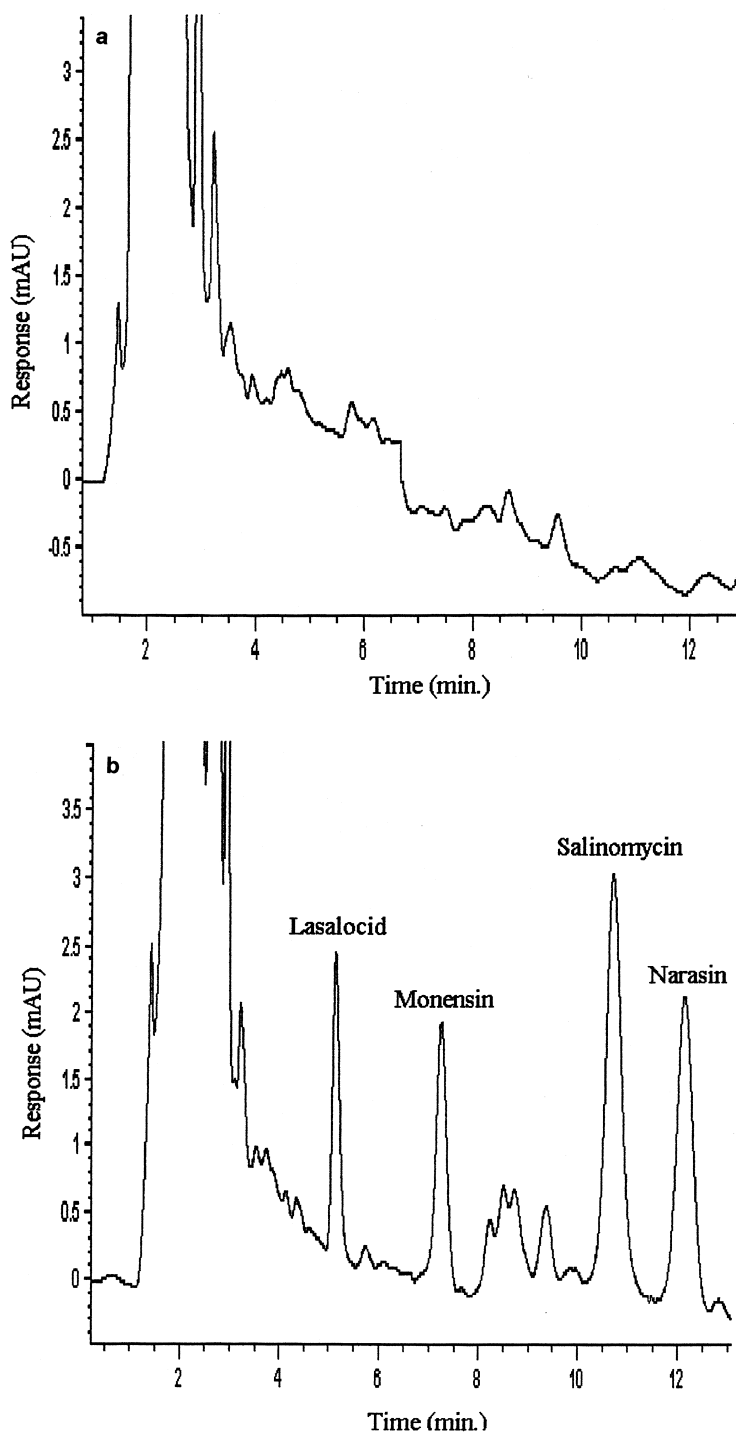 a
3
2.5
2
1.5
1
0.5
0
-0.5
Response (mAU)
2 4 6 8 10 12
Time (min.)
b
3.5
3
2.5
2
1.5
1
0.5
0
Response (mAU)
Lasalocid
Monensin
Salinomycin
Narasin
2 4 6 8 10 12
Time (min.)